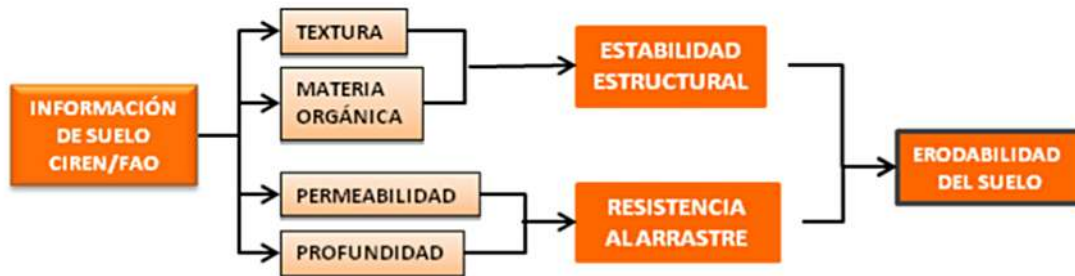 INFORMACIÓN
DE SUELO
CIREN/FAO
TEXTURA
MATERIA
ORGÁNICA
PERMEABILIDAD
PROFUNDIDAD
ESTABILIDAD
ESTRUCTURAL
RESISTENCIA
AL ARRASTRE
ERODABILIDAD
DEL SUELO